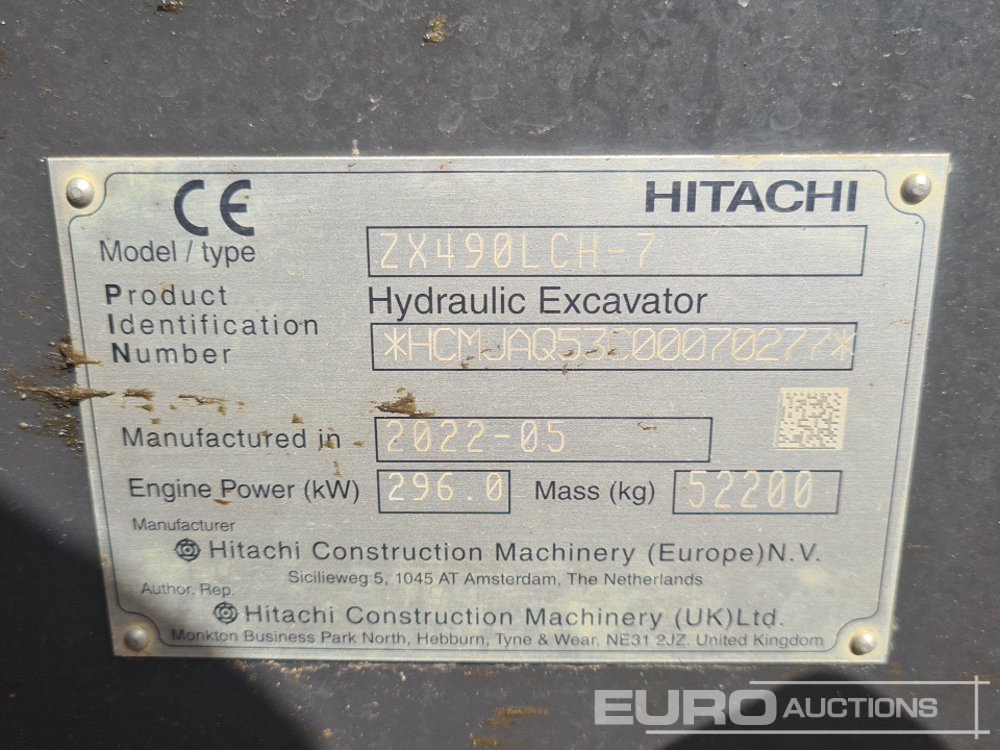 CE HITACHI
Model / type ZX490LCH-7
Product Hydraulic Excavator
Identification
Number *HCMJAQ53C00070277*
Manufactured in 2022-05
Engine Power (kW) 296.0 Mass (kg) 52200
Manufacturer
Hitachi Construction Machinery (Europe)N.V.
Sicilieweg 5, 1045 AT Amsterdam, The Netherlands
Author. Rep.
Hitachi Construction Machinery (UK)Ltd.
Monkton Business Park North, Hebburn, Tyne & Wear, NE31 2JZ. United Kingdom
EURO AUCTIONS